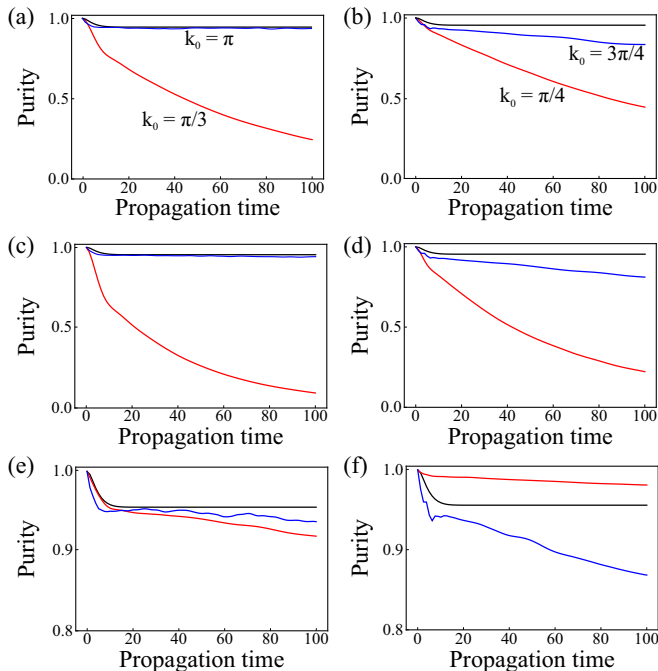 (a)
1.0
0.5
0.0
Purity
k₀ = π
k₀ = π/3
0 20 40 60 80 100
Propagation time
(b)
1.0
0.5
0.0
Purity
k₀ = 3π/4
k₀ = π/4
0 20 40 60 80 100
Propagation time
(c)
1.0
0.5
0.0
Purity
0 20 40 60 80 100
Propagation time
(d)
1.0
0.5
0.0
Purity
0 20 40 60 80 100
Propagation time
(e)
1.0
0.9
0.8
Purity
0 20 40 60 80 100
Propagation time
(f)
1.0
0.9
0.8
Purity
0 20 40 60 80 100
Propagation time